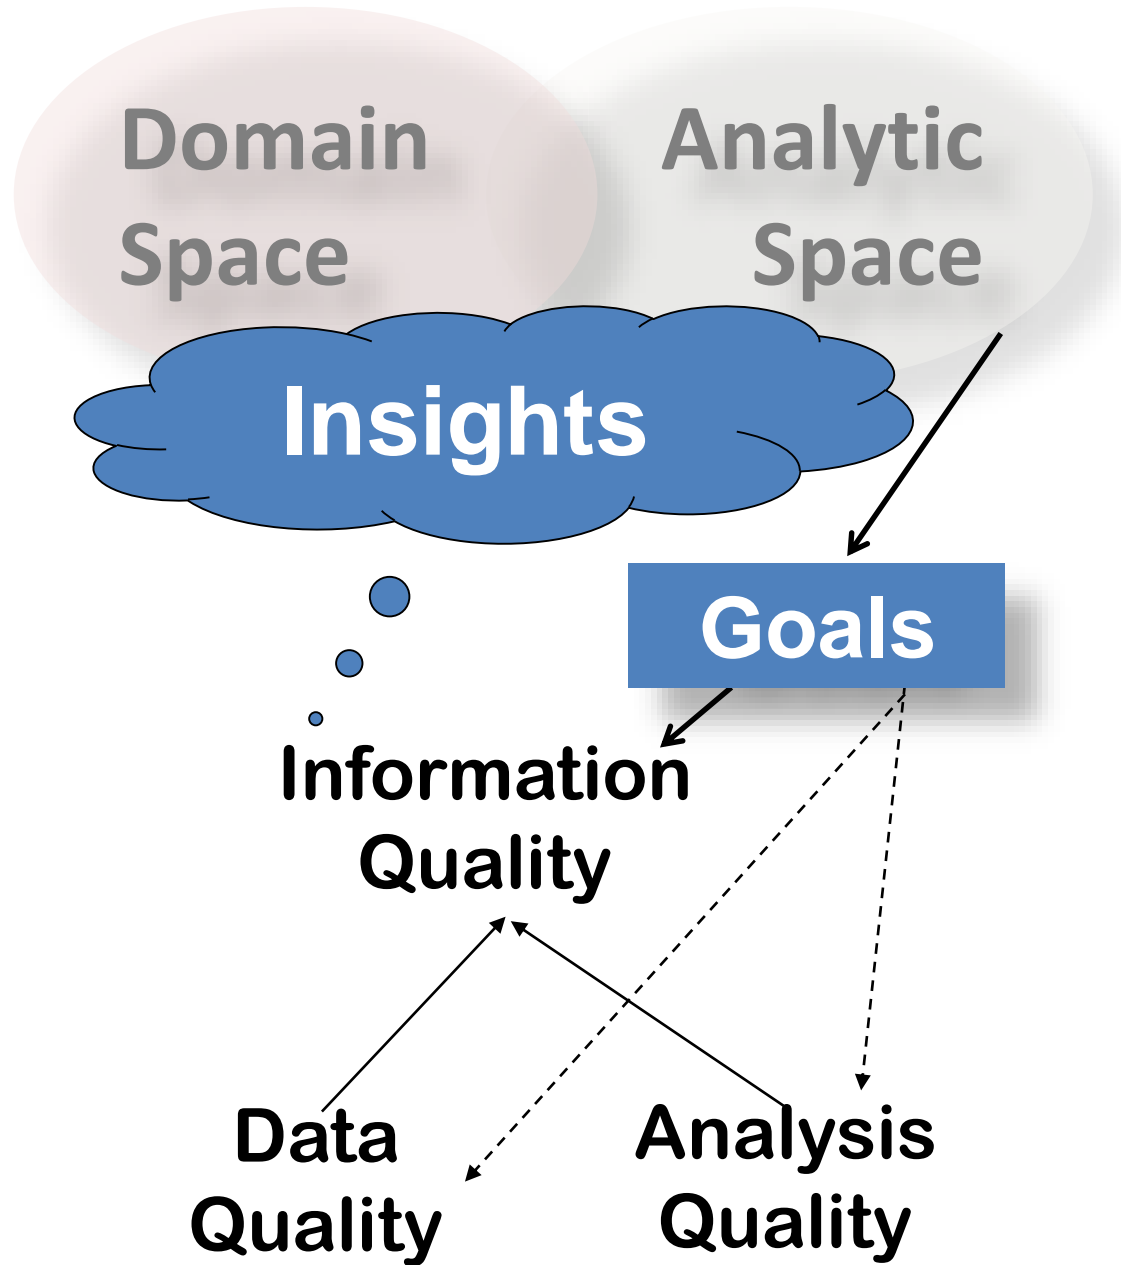 Domain
Space
Analytic
Space
Insights
Goals
Information
Quality
Data
Quality
Analysis
Quality